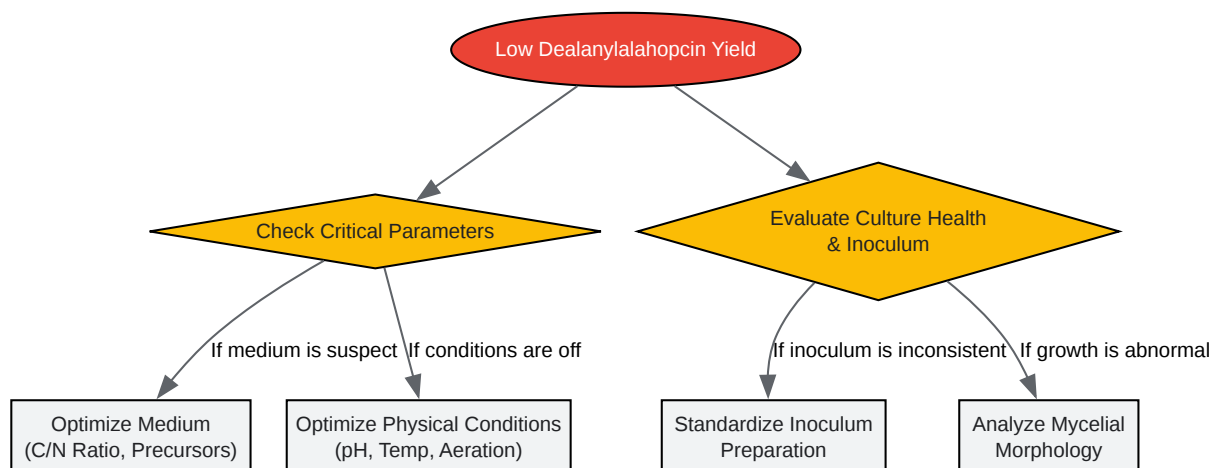 Low Dealanylalahopcin Yield
Check Critical Parameters
Evaluate Culture Health
& Inoculum
If medium is suspect
If conditions are off
If inoculum is inconsistent
If growth is abnormal
Optimize Medium
(C/N Ratio, Precursors)
Optimize Physical Conditions
(pH, Temp, Aeration)
Standardize Inoculum
Preparation
Analyze Mycelial
Morphology